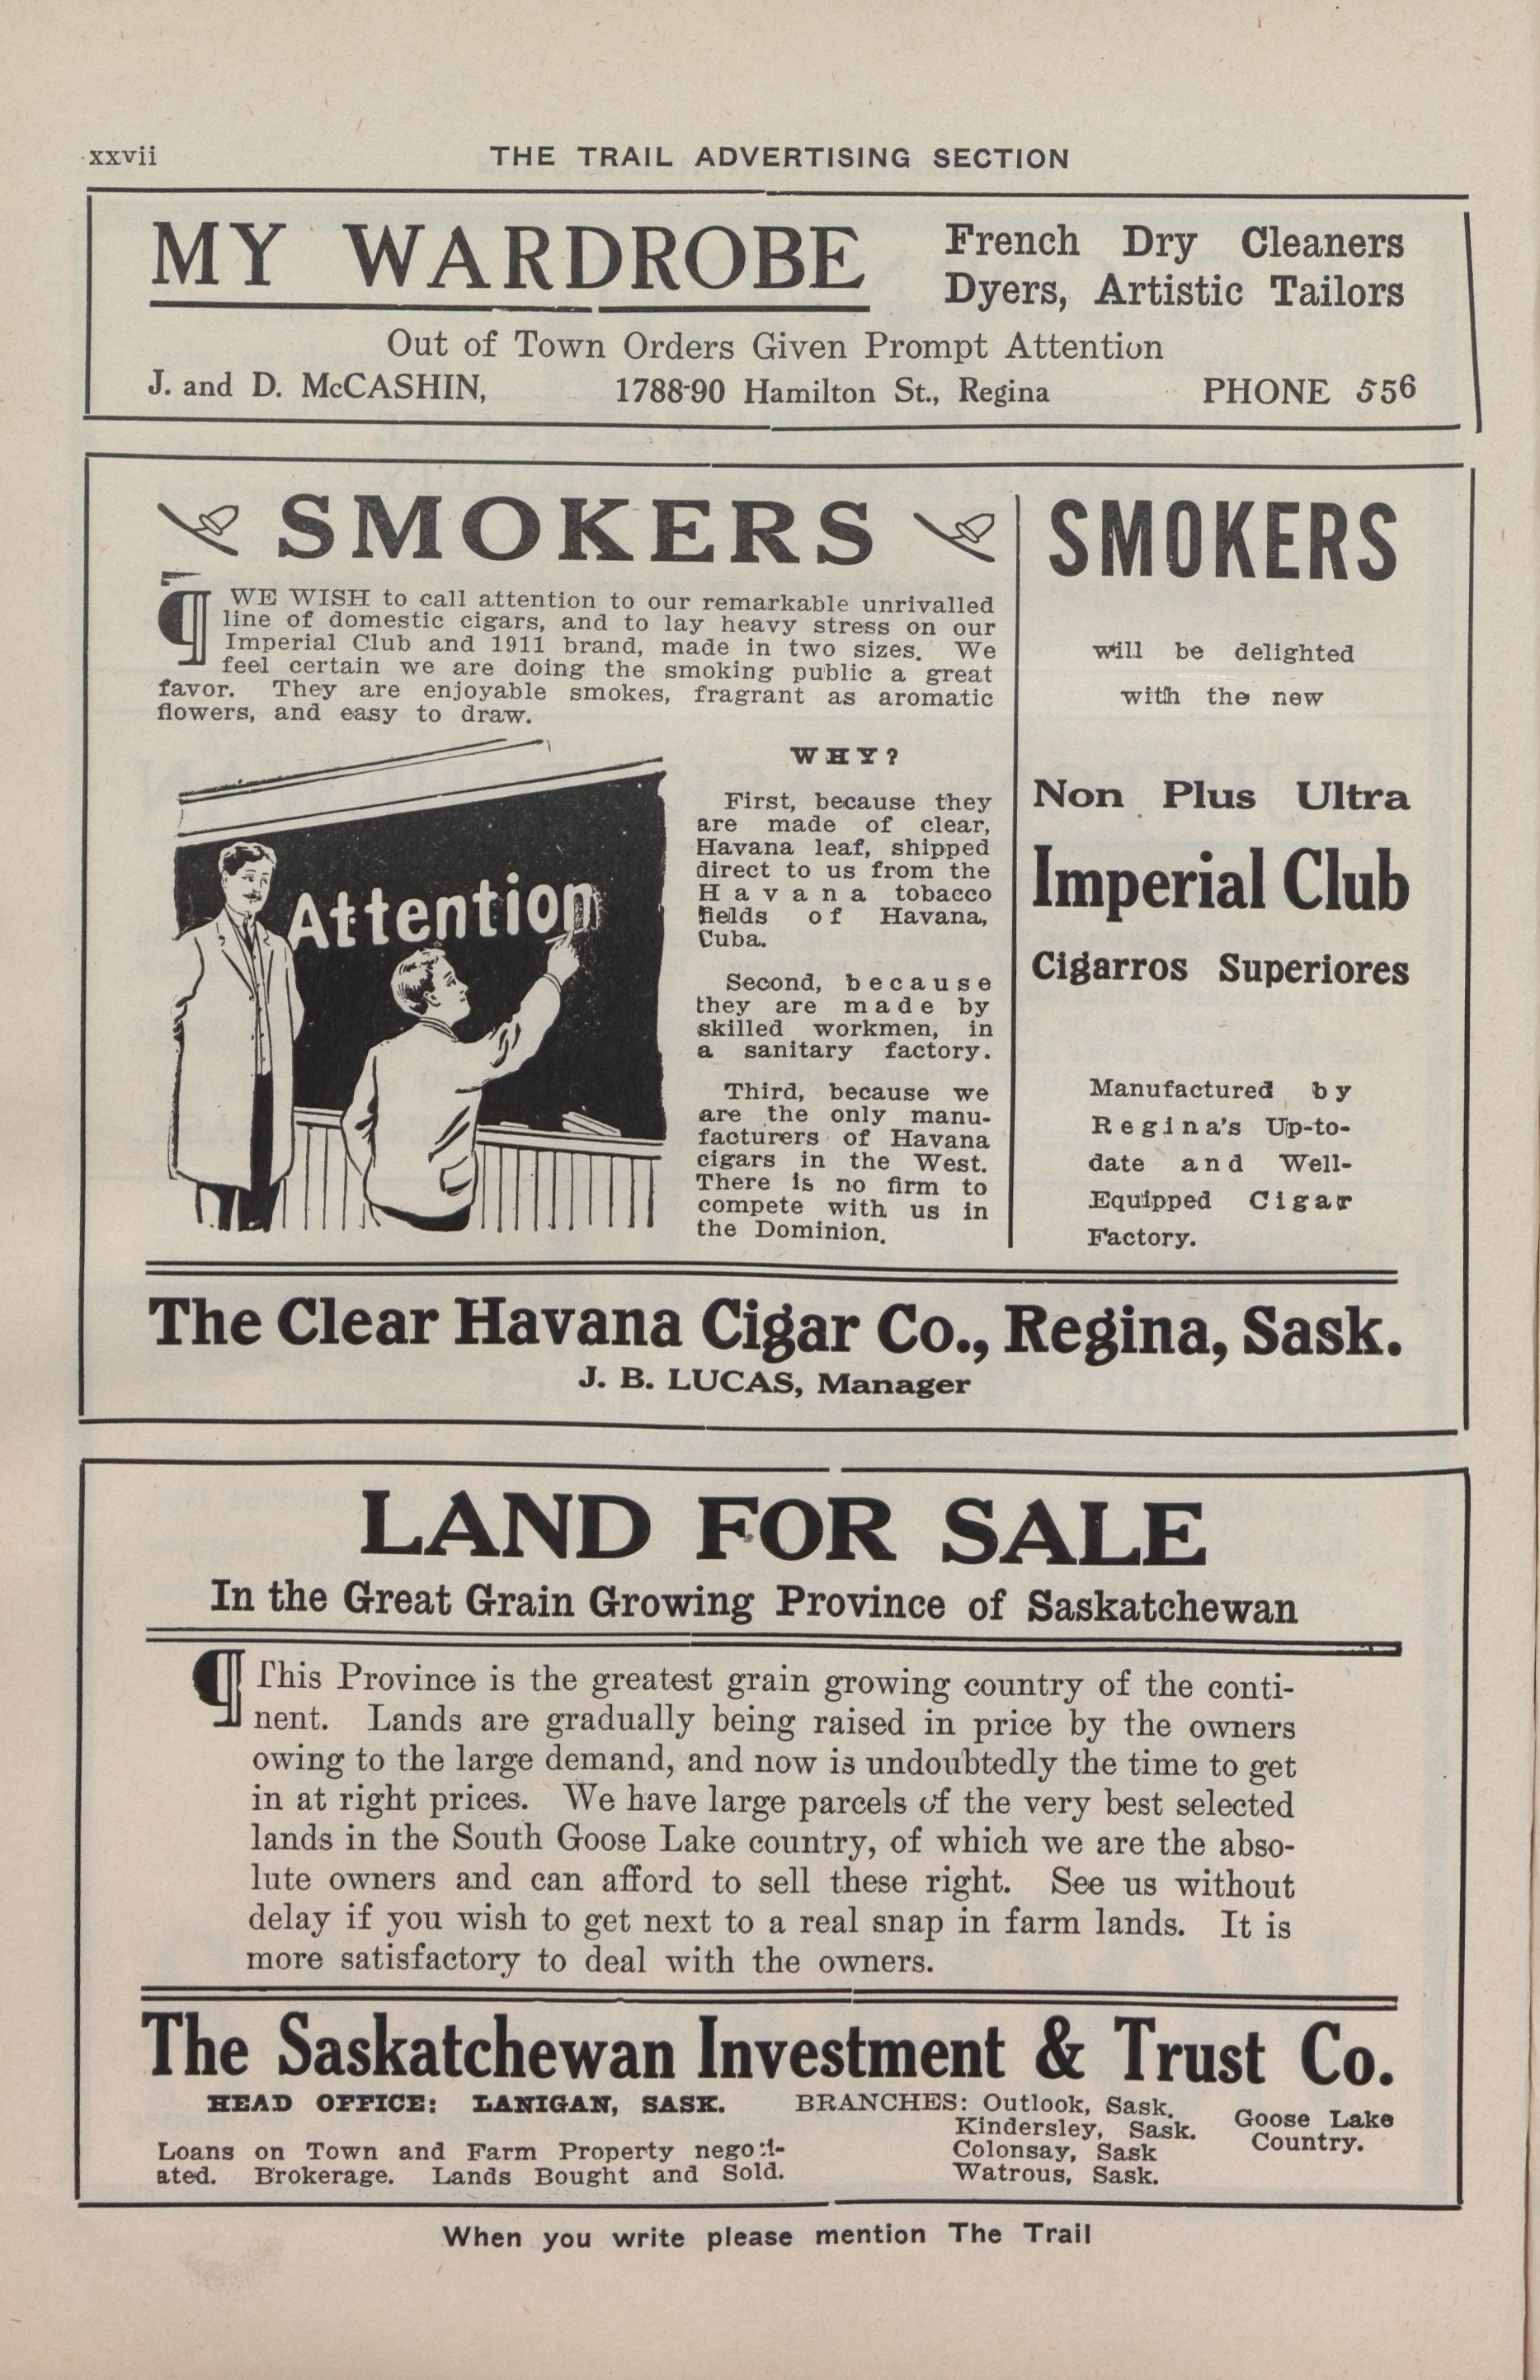 xxvii
THE TRAIL ADVERTISING SECTION
MY WARDROBE
French Dry Cleaners
Dyers, Artistic Tailors
Out of Town Orders Given Prompt Attention
J. and D. McCASHIN, 1788-90 Hamilton St., Regina PHONE 556
SMOKERS
¶ WE WISH to call attention to our remarkable unrivalled
line of domestic cigars, and to lay heavy stress on our
Imperial Club and 1911 brand, made in two sizes. We
feel certain we are doing the smoking public a great
favor. They are enjoyable smokes, fragrant as aromatic
flowers, and easy to draw.
Attention
WHY?
First, because they
are made of clear,
Havana leaf, shipped
direct to us from the
Havana tobacco
fields of Havana,
Cuba.
Second, because
they are made by
skilled workmen, in
a sanitary factory.
Third, because we
are the only manu-
facturers of Havana
cigars in the West.
There is no firm to
compete with us in
the Dominion.
SMOKERS
will be delighted
with the new
Non Plus Ultra
Imperial Club
Cigarros Superiores
Manufactured by
Regina's Up-to-
date and Well-
Equipped Cigar
Factory.
The Clear Havana Cigar Co., Regina, Sask.
J. B. LUCAS, Manager
LAND FOR SALE
In the Great Grain Growing Province of Saskatchewan
¶ This Province is the greatest grain growing country of the conti-
nent. Lands are gradually being raised in price by the owners
owing to the large demand, and now is undoubtedly the time to get
in at right prices. We have large parcels of the very best selected
lands in the South Goose Lake country, of which we are the abso-
lute owners and can afford to sell these right. See us without
delay if you wish to get next to a real snap in farm lands. It is
more satisfactory to deal with the owners.
The Saskatchewan Investment & Trust Co.
HEAD OFFICE: LANIGAN, SASK.
Loans on Town and Farm Property negoti-
ated. Brokerage. Lands Bought and Sold.
BRANCHES: Outlook, Sask.
Kindersley, Sask.
Colonsay, Sask
Watrous, Sask.
Goose Lake
Country.
When you write please mention The Trail